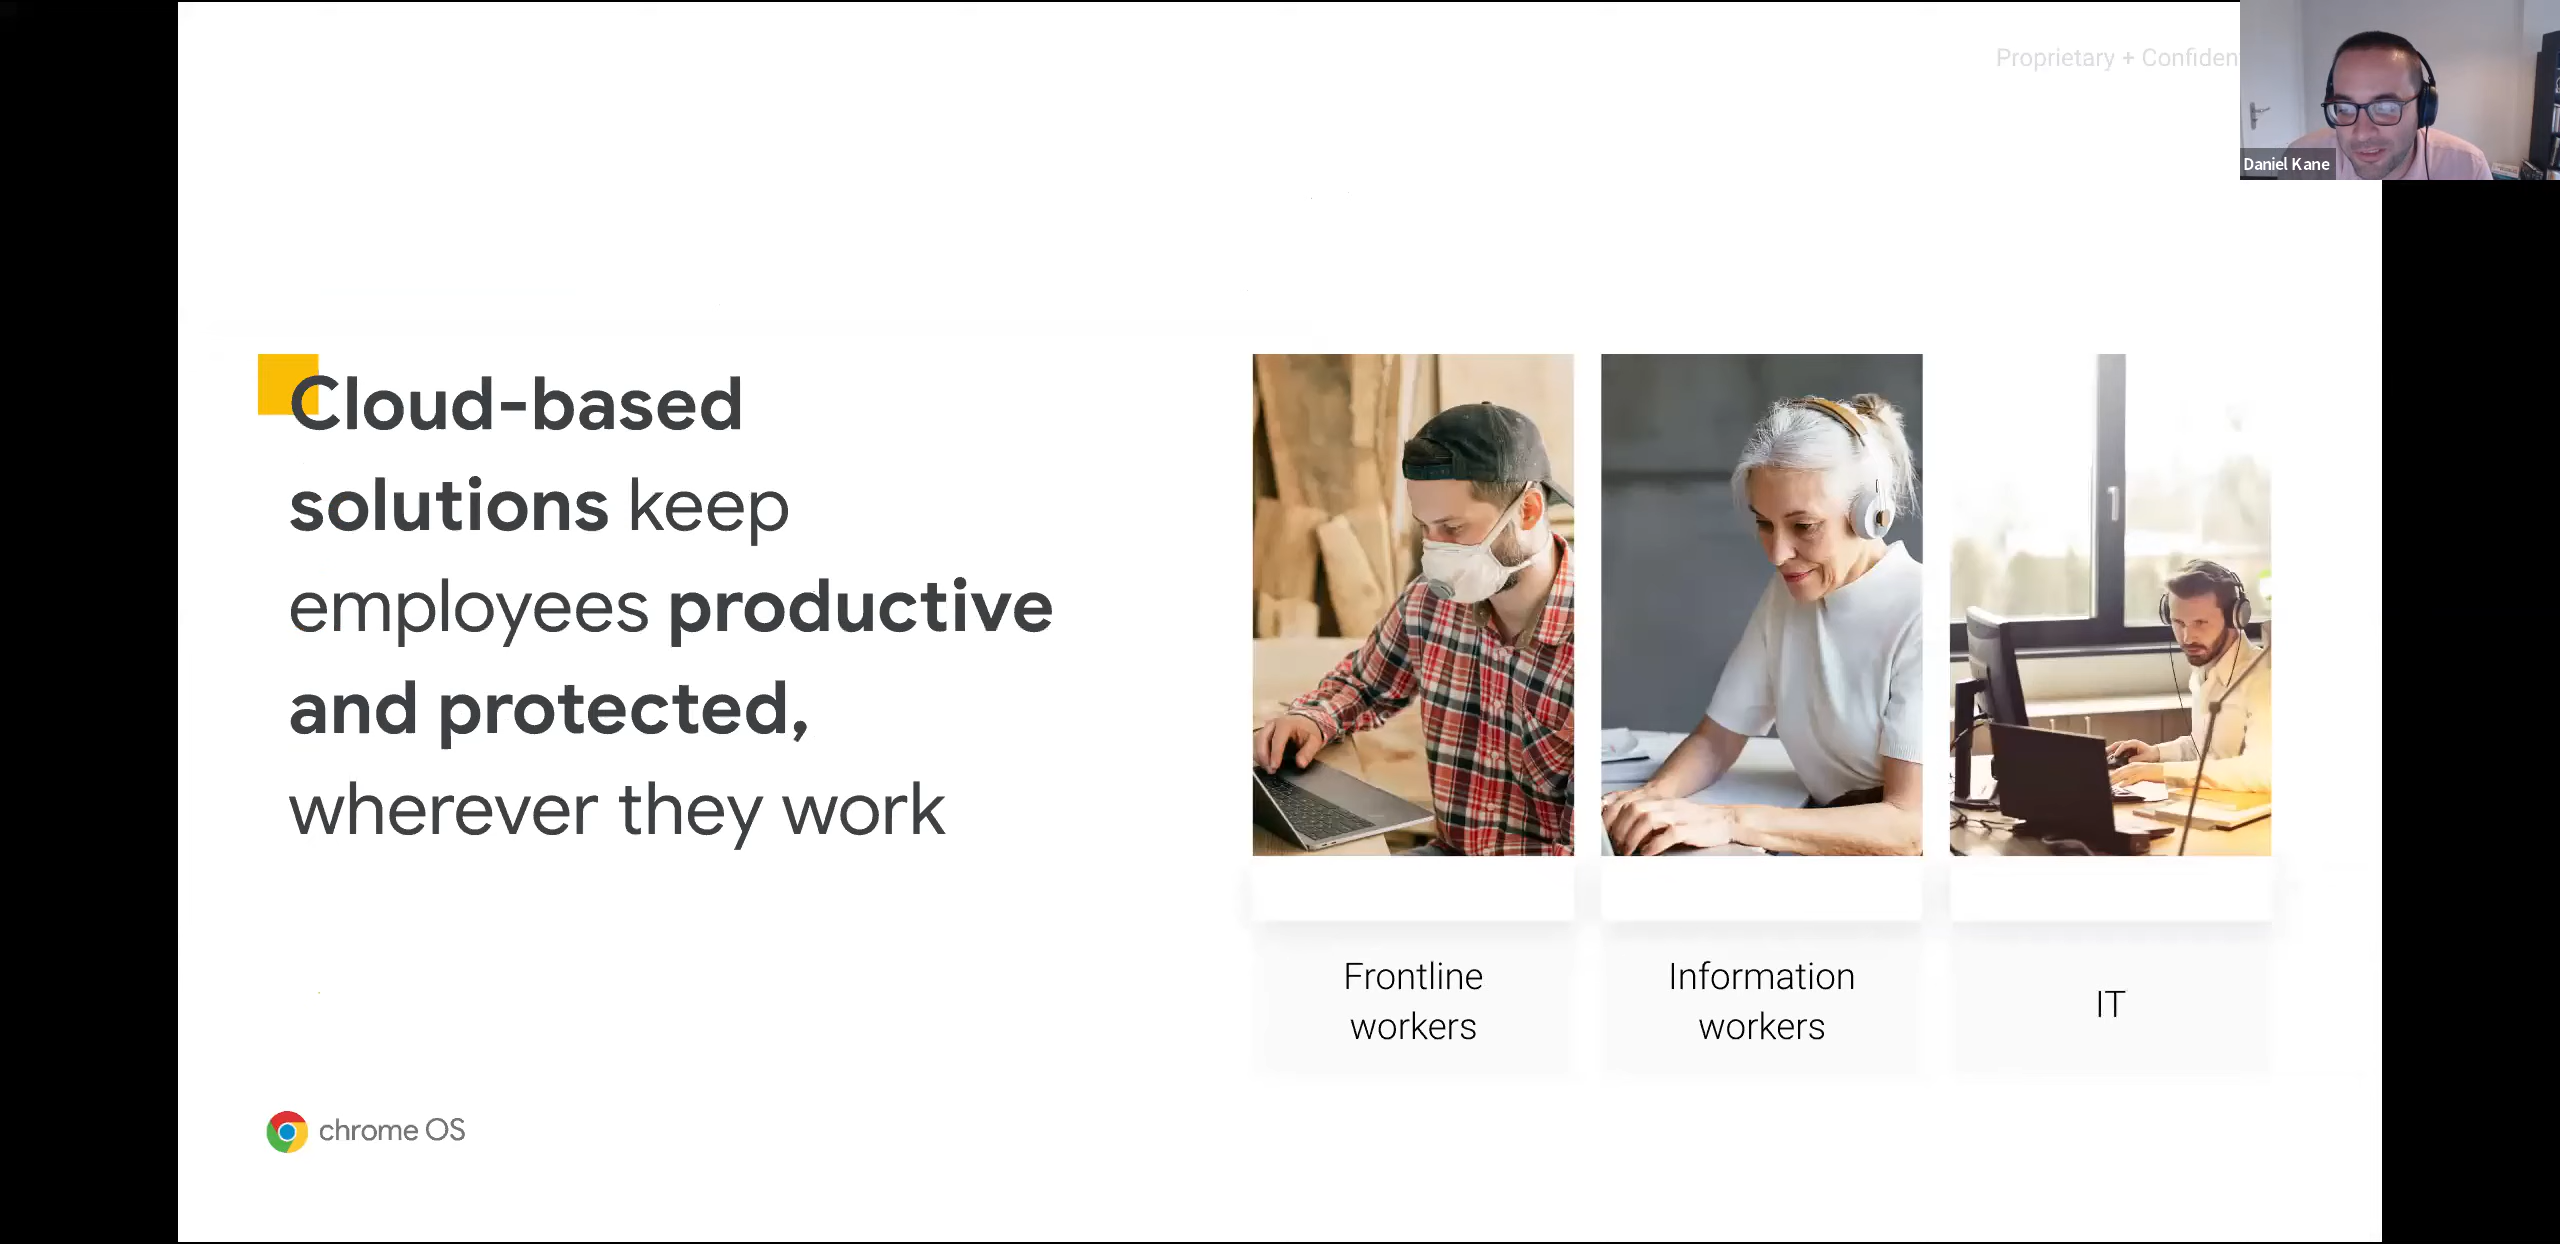 Proprietary + Confiden
Daniel Kane
Cloud-based
solutions keep
employees productive
and protected,
wherever they work
Frontline
workers
Information
workers
IT
chrome OS